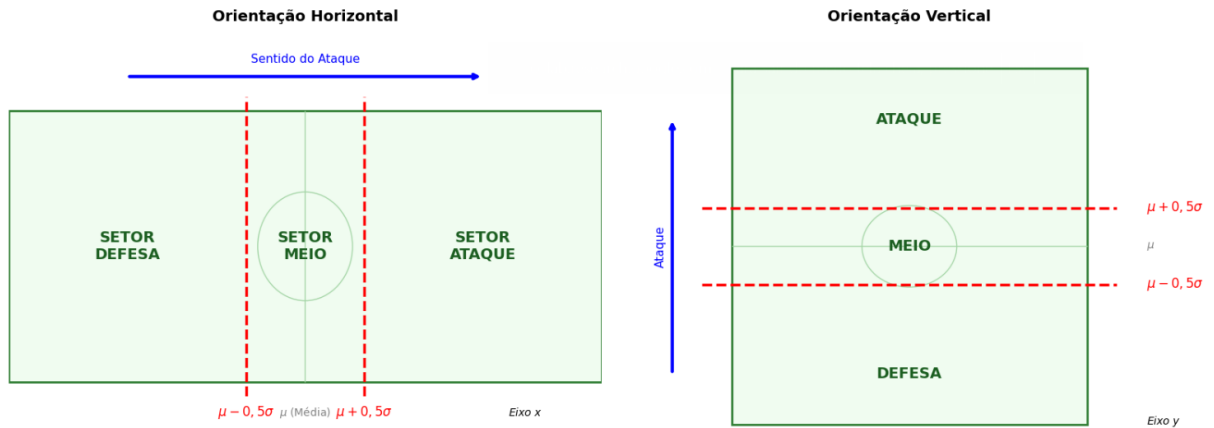 Orientação Horizontal
Sentido do Ataque
SETOR
DEFESA
SETOR
MEIO
SETOR
ATAQUE
μ − 0, 5σ
μ (Média)
μ + 0, 5σ
Eixo x
Orientação Vertical
Ataque
ATAQUE
μ + 0, 5σ
MEIO
μ
μ − 0, 5σ
DEFESA
Eixo y